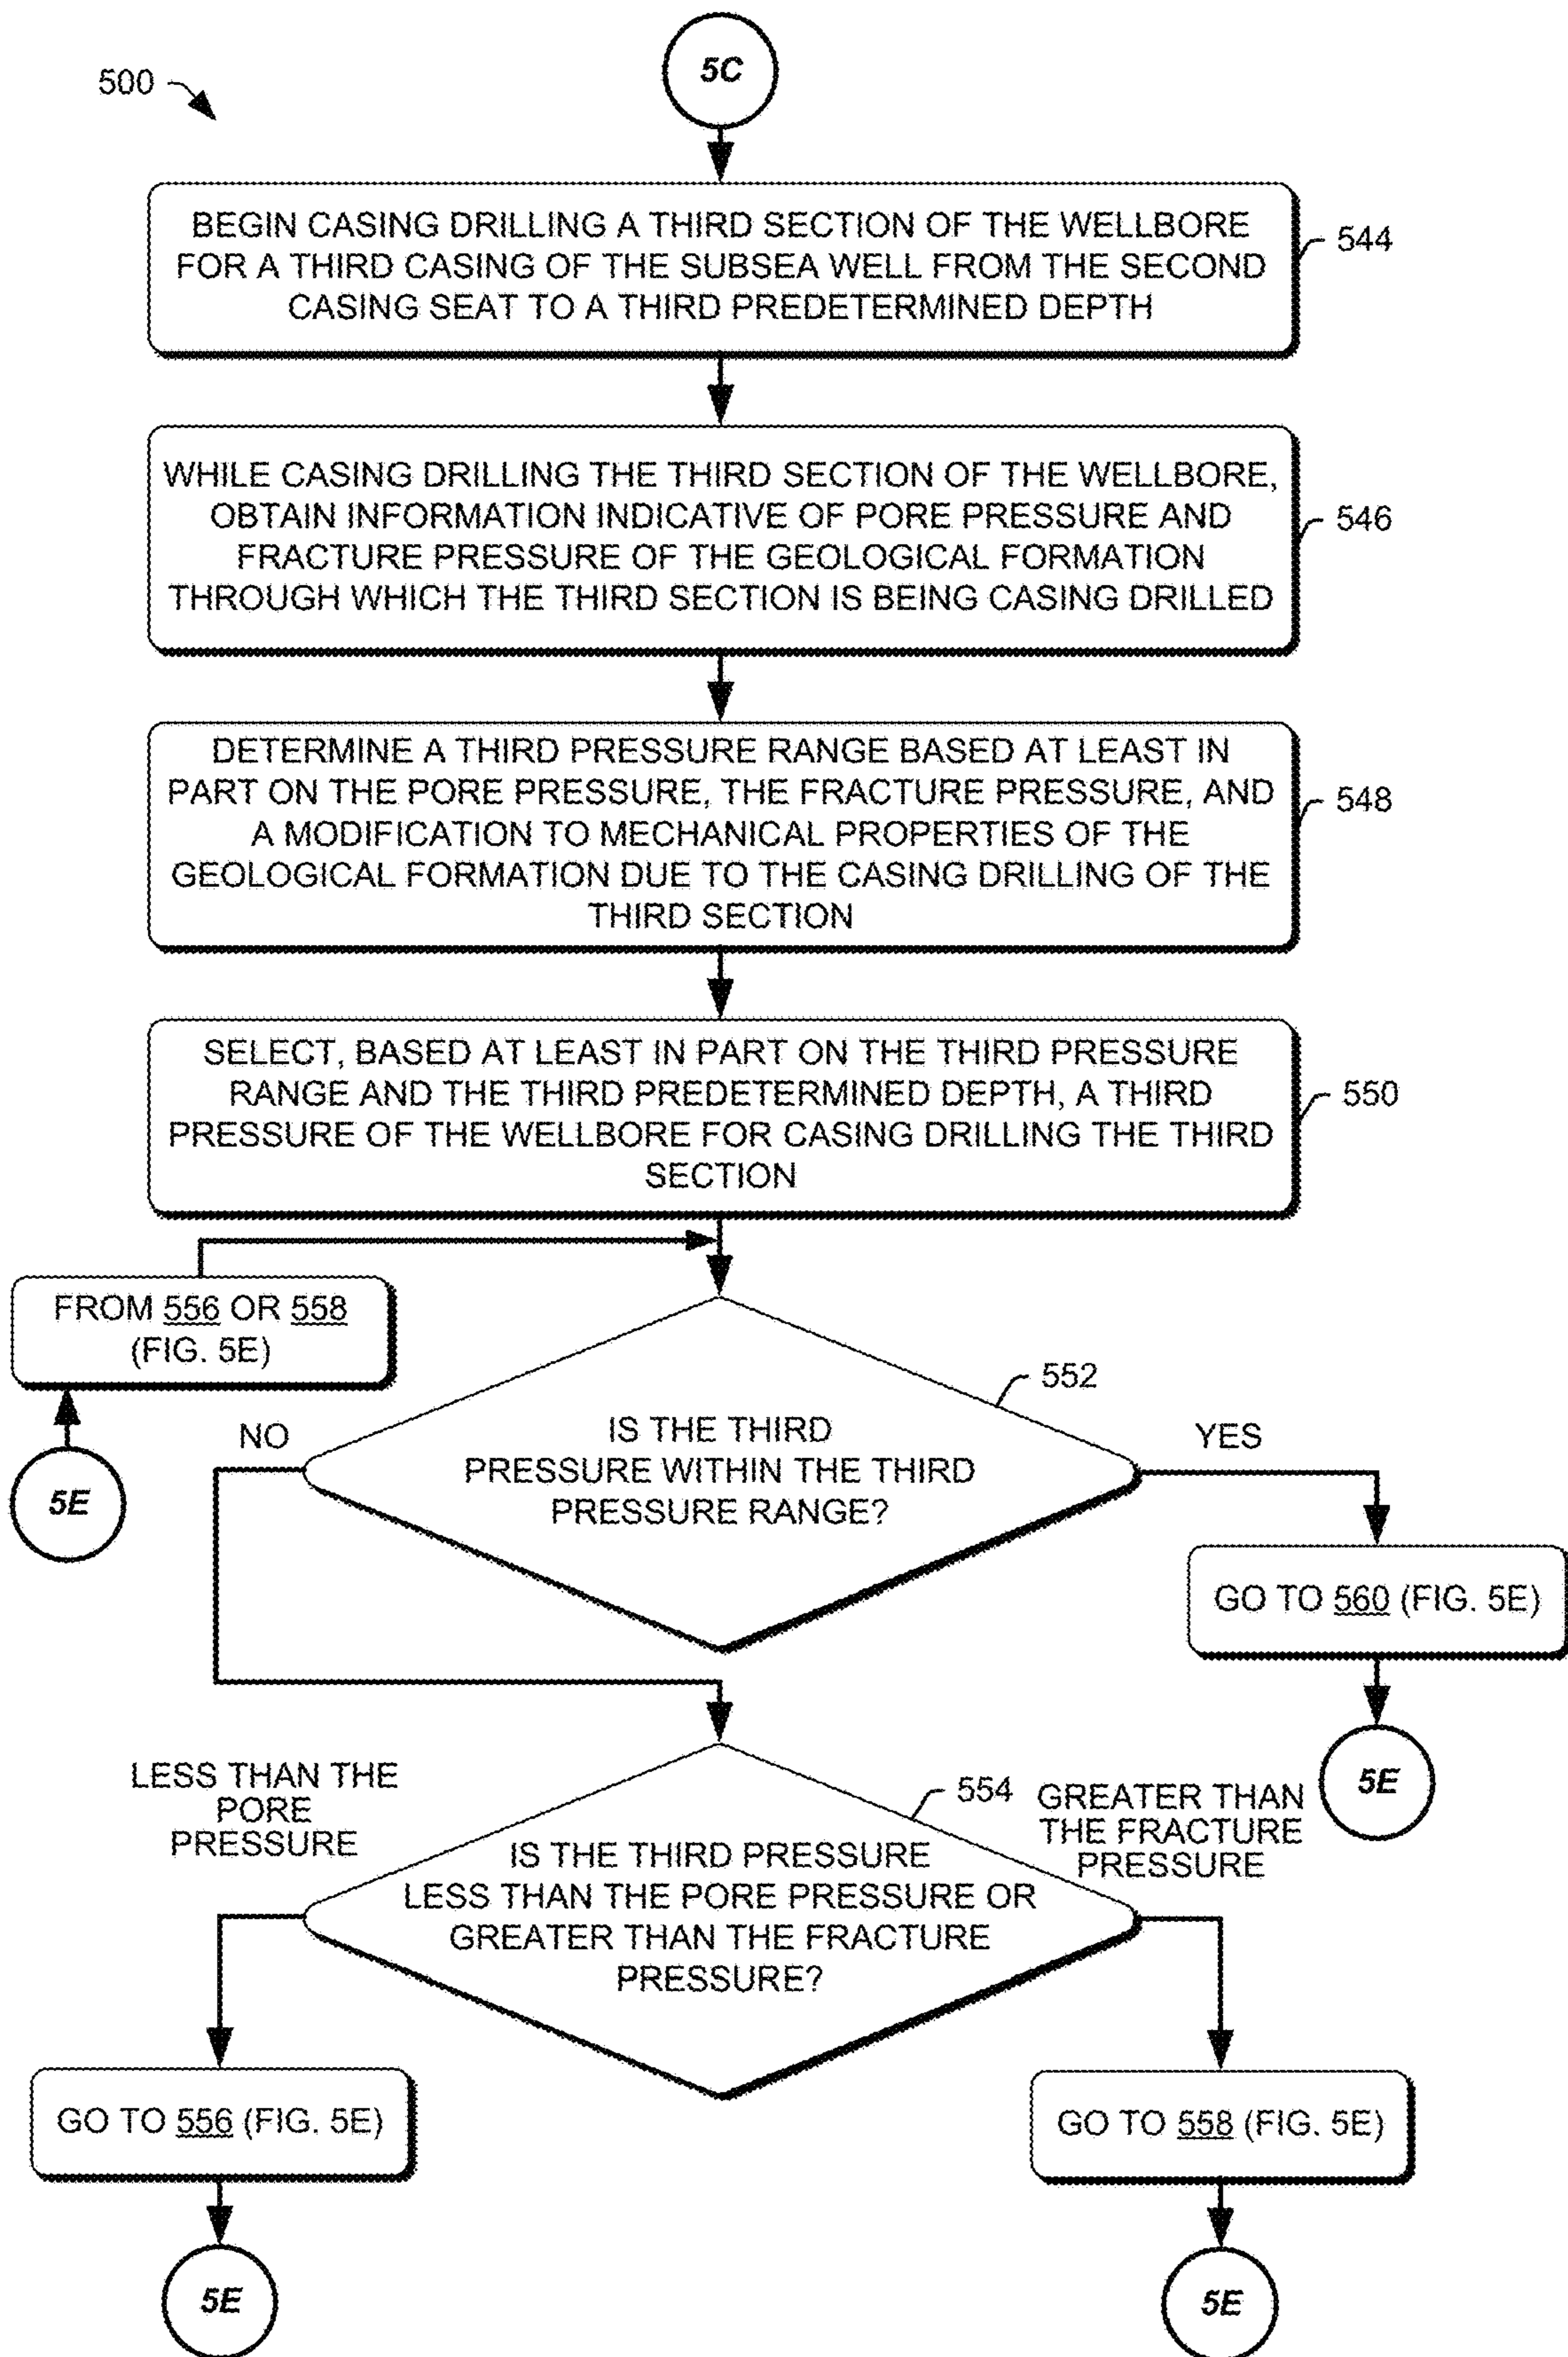 500
5C
BEGIN CASING DRILLING A THIRD SECTION OF THE WELLBORE
FOR A THIRD CASING OF THE SUBSEA WELL FROM THE SECOND
CASING SEAT TO A THIRD PREDETERMINED DEPTH
544
WHILE CASING DRILLING THE THIRD SECTION OF THE WELLBORE,
OBTAIN INFORMATION INDICATIVE OF PORE PRESSURE AND
FRACTURE PRESSURE OF THE GEOLOGICAL FORMATION
THROUGH WHICH THE THIRD SECTION IS BEING CASING DRILLED
546
DETERMINE A THIRD PRESSURE RANGE BASED AT LEAST IN
PART ON THE PORE PRESSURE, THE FRACTURE PRESSURE, AND
A MODIFICATION TO MECHANICAL PROPERTIES OF THE
GEOLOGICAL FORMATION DUE TO THE CASING DRILLING OF THE
THIRD SECTION
548
SELECT, BASED AT LEAST IN PART ON THE THIRD PRESSURE
RANGE AND THE THIRD PREDETERMINED DEPTH, A THIRD
PRESSURE OF THE WELLBORE FOR CASING DRILLING THE THIRD
SECTION
550
FROM 556 OR 558
(FIG. 5E)
5E
552
IS THE THIRD
PRESSURE WITHIN THE THIRD
PRESSURE RANGE?
NO
YES
GO TO 560 (FIG. 5E)
5E
554
IS THE THIRD PRESSURE
LESS THAN THE PORE PRESSURE OR
GREATER THAN THE FRACTURE
PRESSURE?
LESS THAN THE
PORE
PRESSURE
GREATER THAN
THE FRACTURE
PRESSURE
GO TO 556 (FIG. 5E)
5E
GO TO 558 (FIG. 5E)
5E